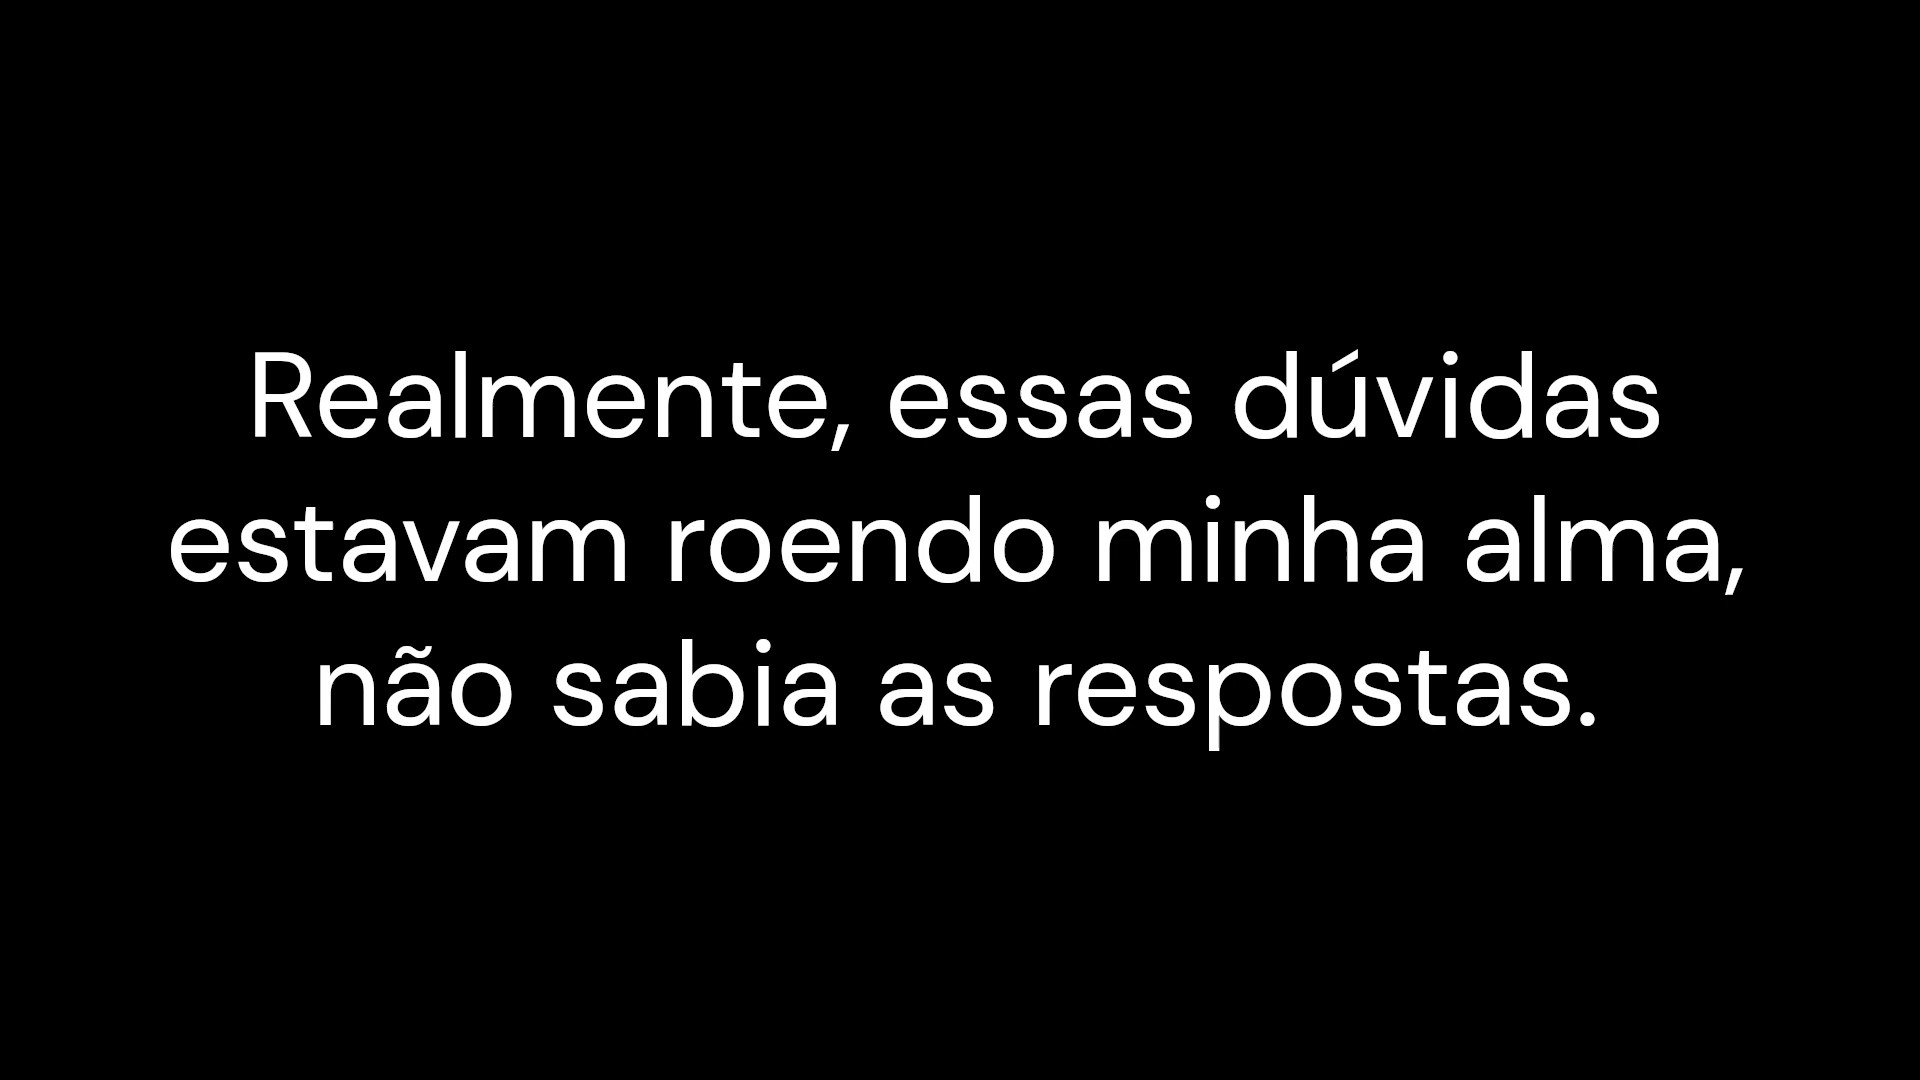 Realmente, essas dúvidas
estavam roendo minha alma,
não sabia as respostas.